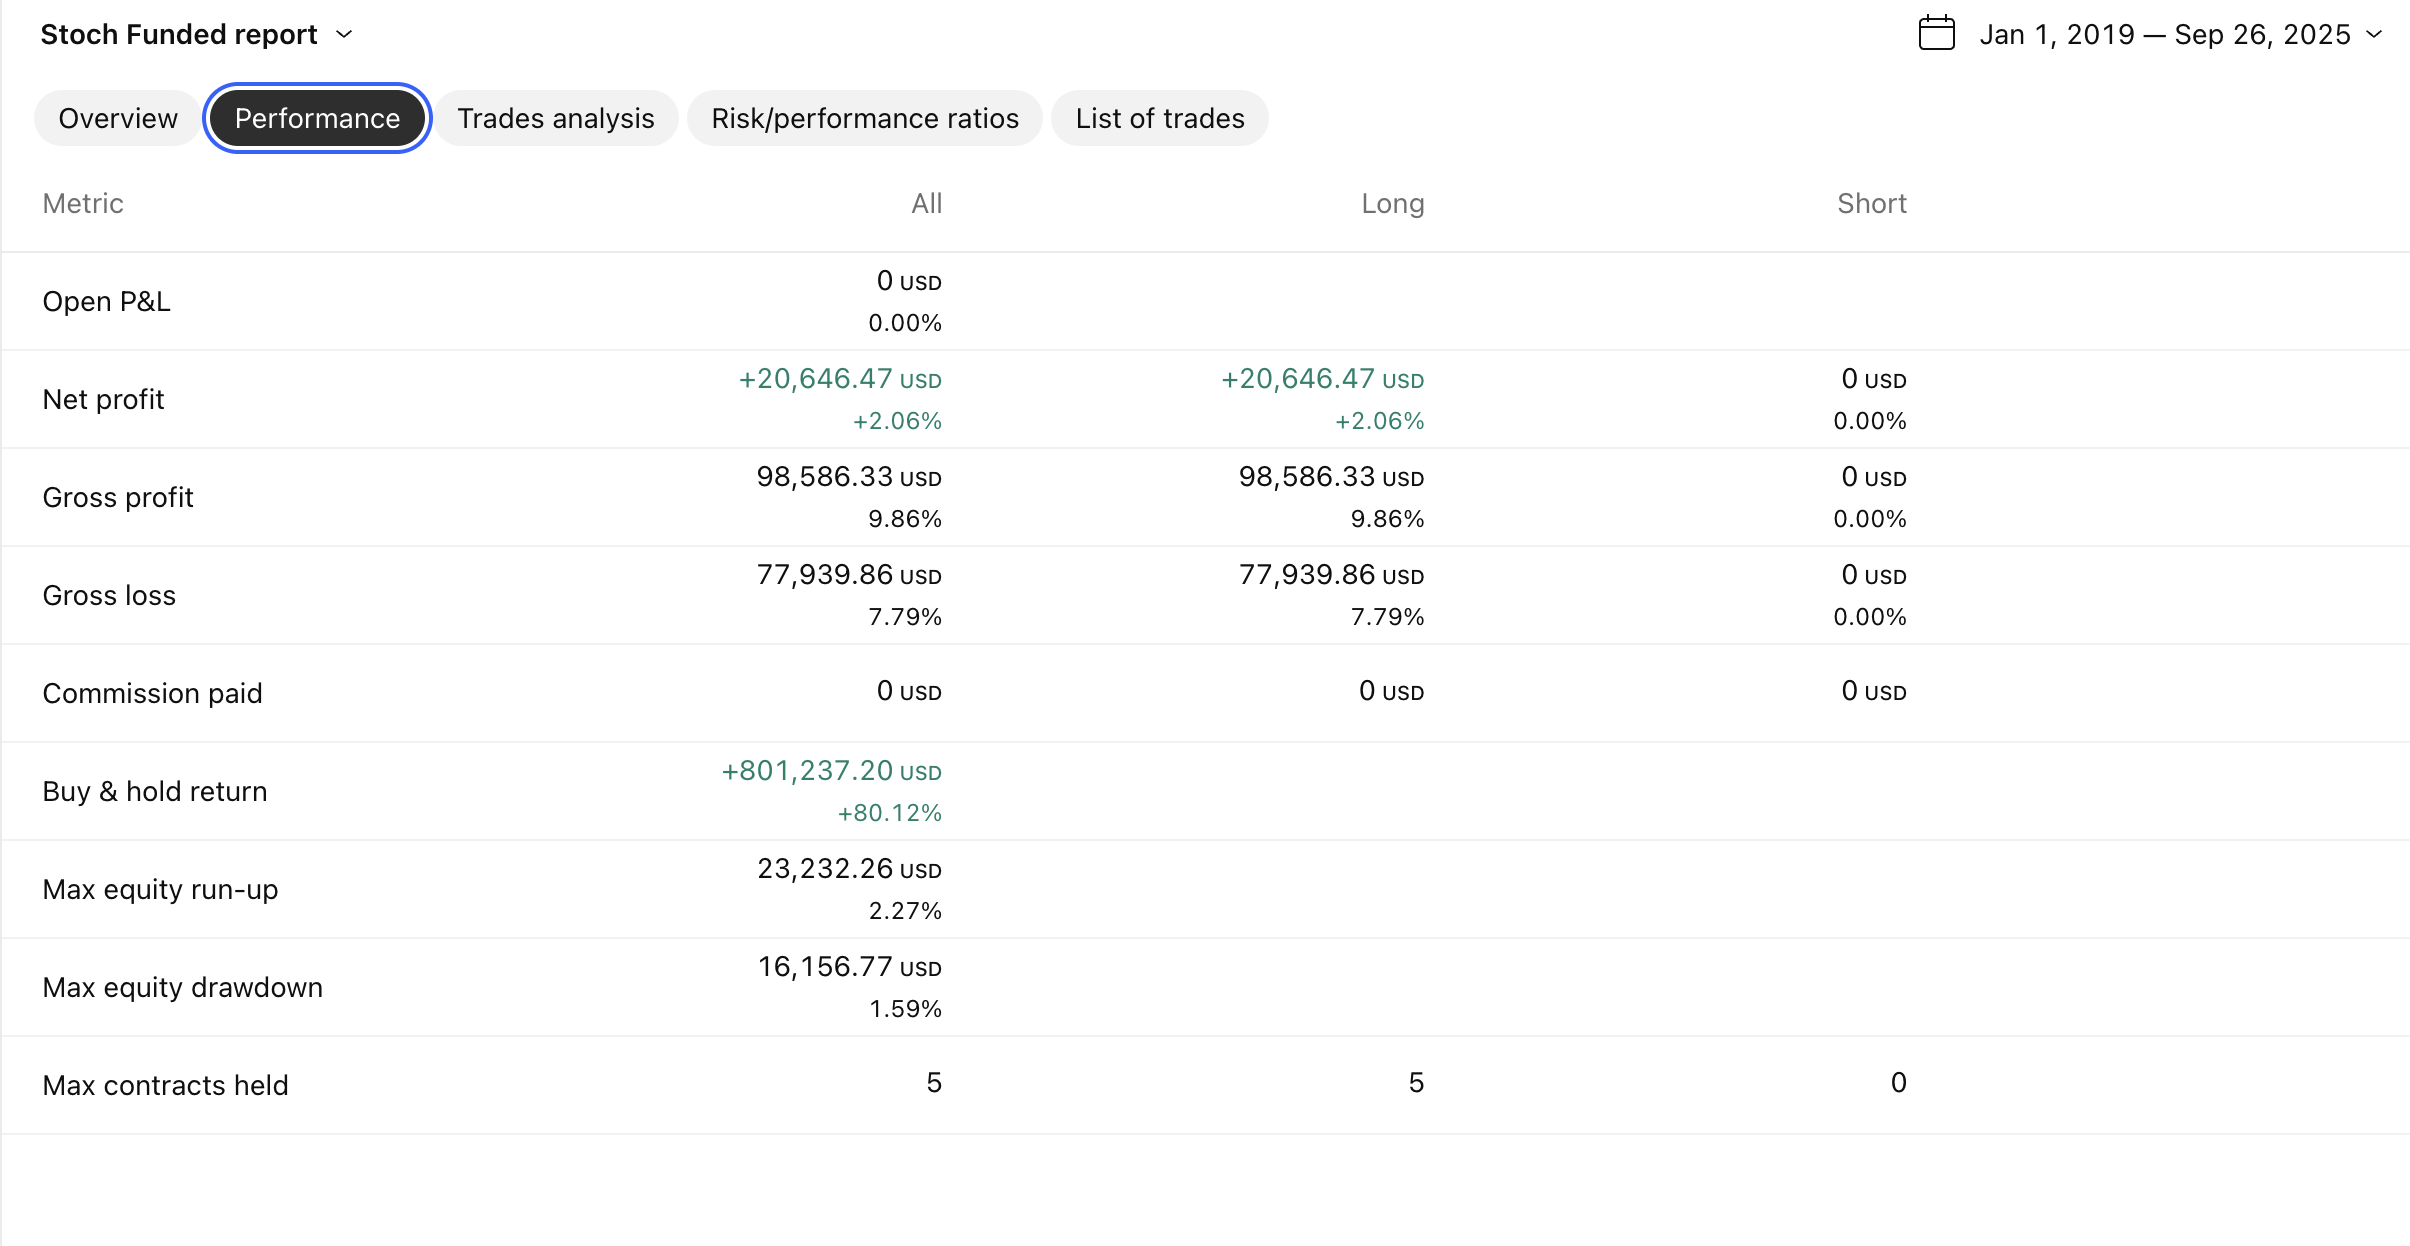 Stoch Funded report
Jan 1, 2019 — Sep 26, 2025
Overview Performance Trades analysis Risk/performance ratios List of trades
Metric All Long Short
Open P&L 0 USD
0.00%
Net profit +20,646.47 USD +20,646.47 USD 0 USD
+2.06% +2.06% 0.00%
Gross profit 98,586.33 USD 98,586.33 USD 0 USD
9.86% 9.86% 0.00%
Gross loss 77,939.86 USD 77,939.86 USD 0 USD
7.79% 7.79% 0.00%
Commission paid 0 USD 0 USD 0 USD
Buy & hold return +801,237.20 USD
+80.12%
Max equity run-up 23,232.26 USD
2.27%
Max equity drawdown 16,156.77 USD
1.59%
Max contracts held 5 5 0